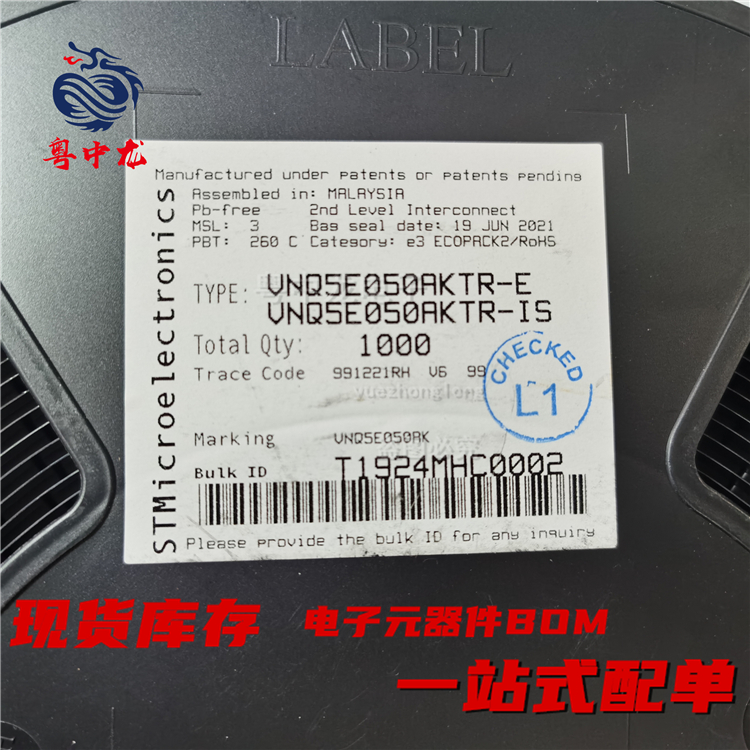 LABEL
粤中龙
Manufactured under patents or patents pending
Assembled in: MALAYSIA
Pb-free 2nd Level Interconnect
MSL: 3 Bag seal date: 19 JUN 2021
PBT: 260 C Category: e3 ECOPACK2/RoHS
STMicroelectronics
TYPE: VNQ5E050AKTR-E
VNQ5E050AKTR-IS
Total Qty: 1000
Trace Code 991221RH V6 99
CHECKED
L1
yuezhonglong
Marking VNQ5E050AK
Bulk ID T1924MHC0002
Please provide the bulk ID for any inquiry
现货库存
电子元器件BOM
一站式配单